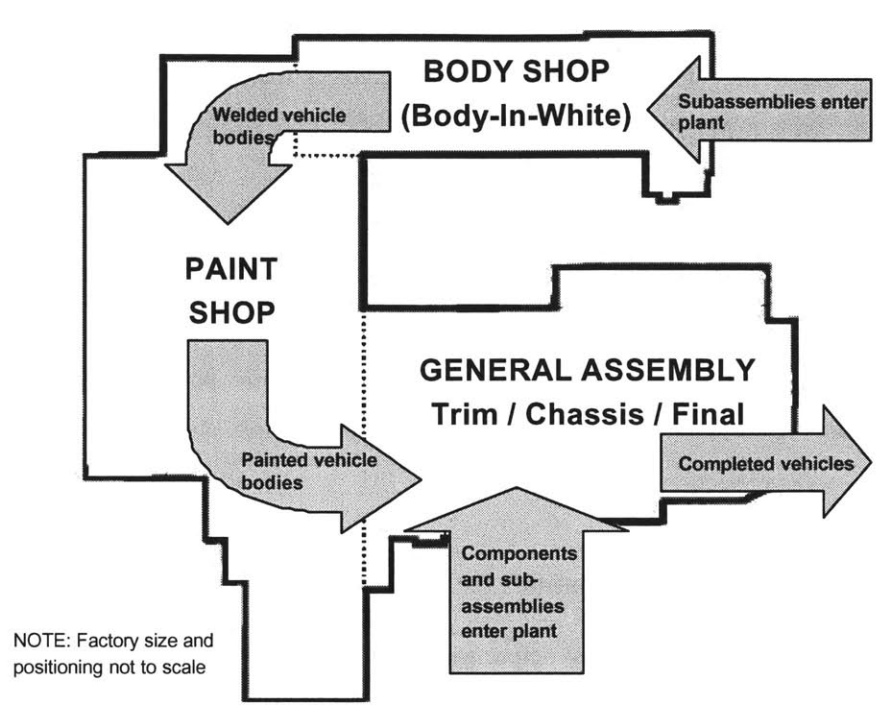 BODY SHOP
(Body-In-White)
Subassemblies enter
plant
Welded vehicle
bodies
PAINT
SHOP
GENERAL ASSEMBLY
Trim / Chassis / Final
Painted vehicle
bodies
Completed vehicles
Components
and sub-
assemblies
enter plant
NOTE: Factory size and
positioning not to scale